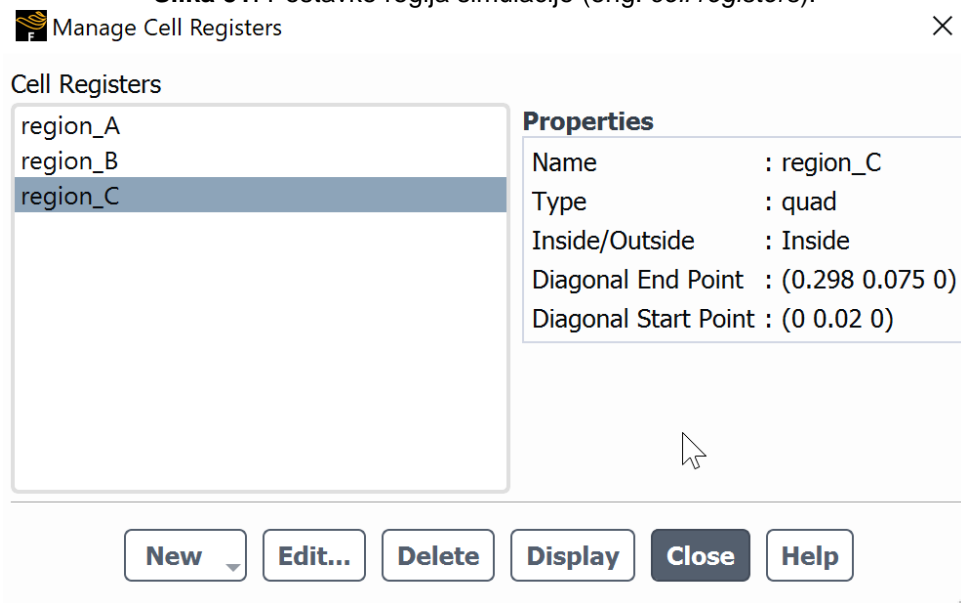 Manage Cell Registers
Cell Registers
region_A
region_B
region_C
Properties
Name : region_C
Type : quad
Inside/Outside : Inside
Diagonal End Point : (0.298 0.075 0)
Diagonal Start Point : (0 0.02 0)
New Edit... Delete Display Close Help